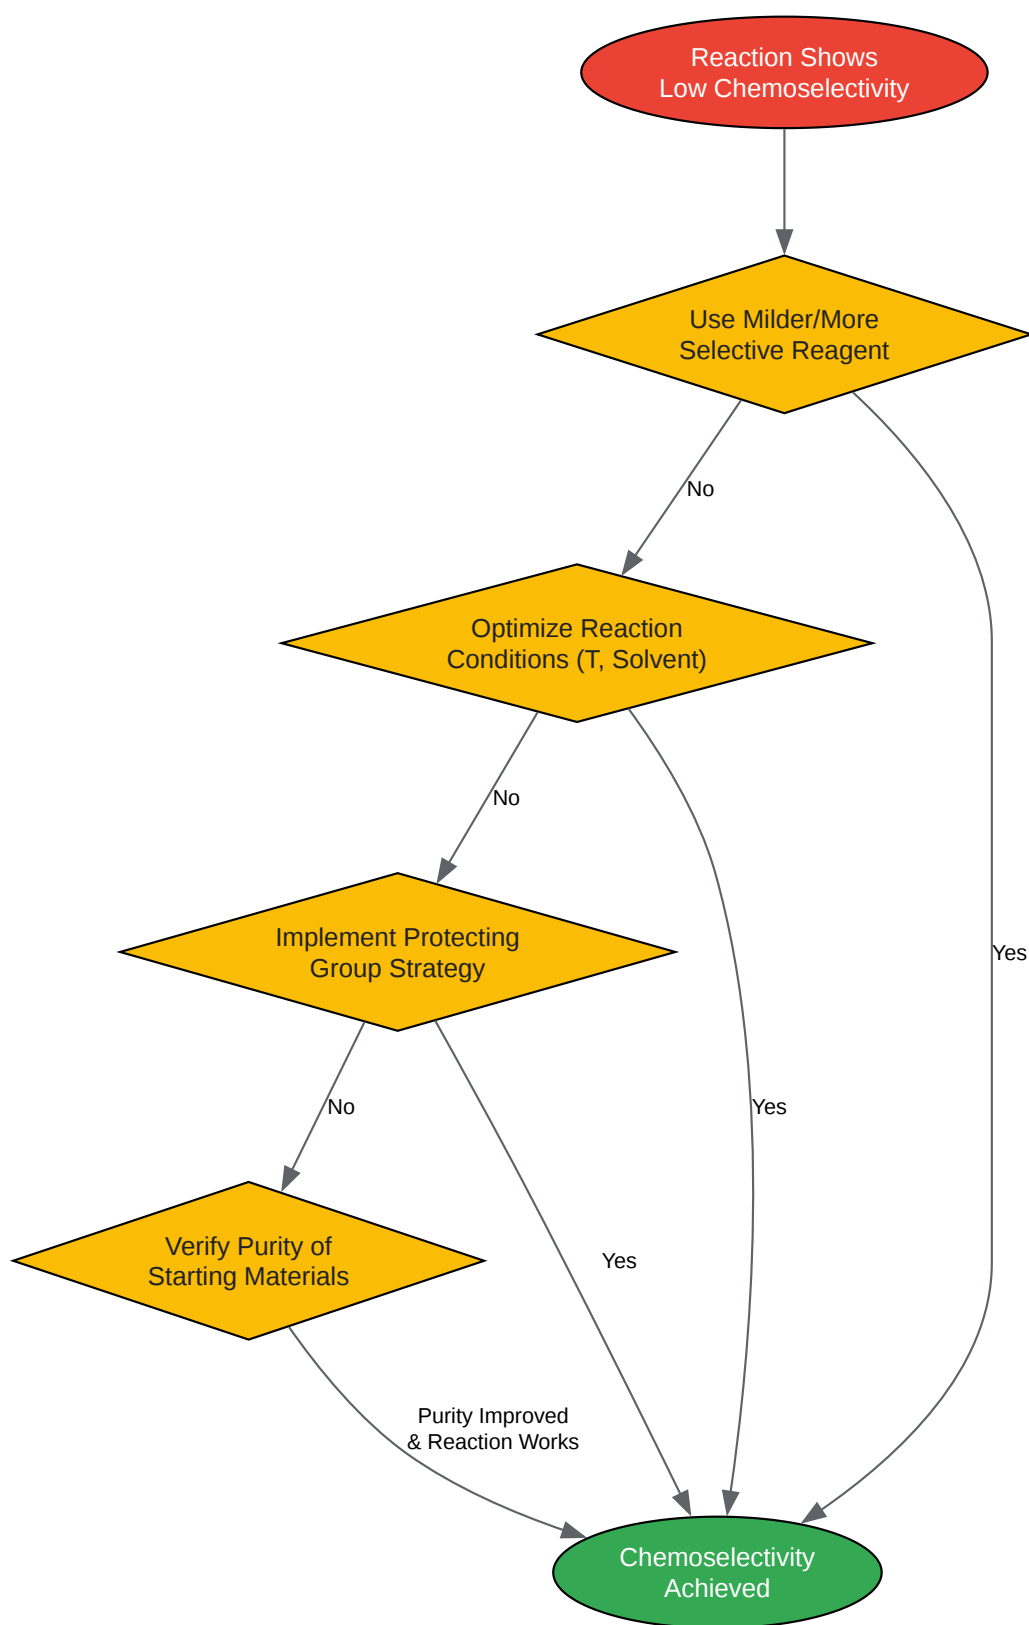 Reaction Shows
Low Chemoselectivity
Use Milder/More
Selective Reagent
No
Optimize Reaction
Conditions (T, Solvent)
No
Implement Protecting
Group Strategy
Yes
No
Yes
Verify Purity of
Starting Materials
Yes
Purity Improved
& Reaction Works
Chemoselectivity
Achieved